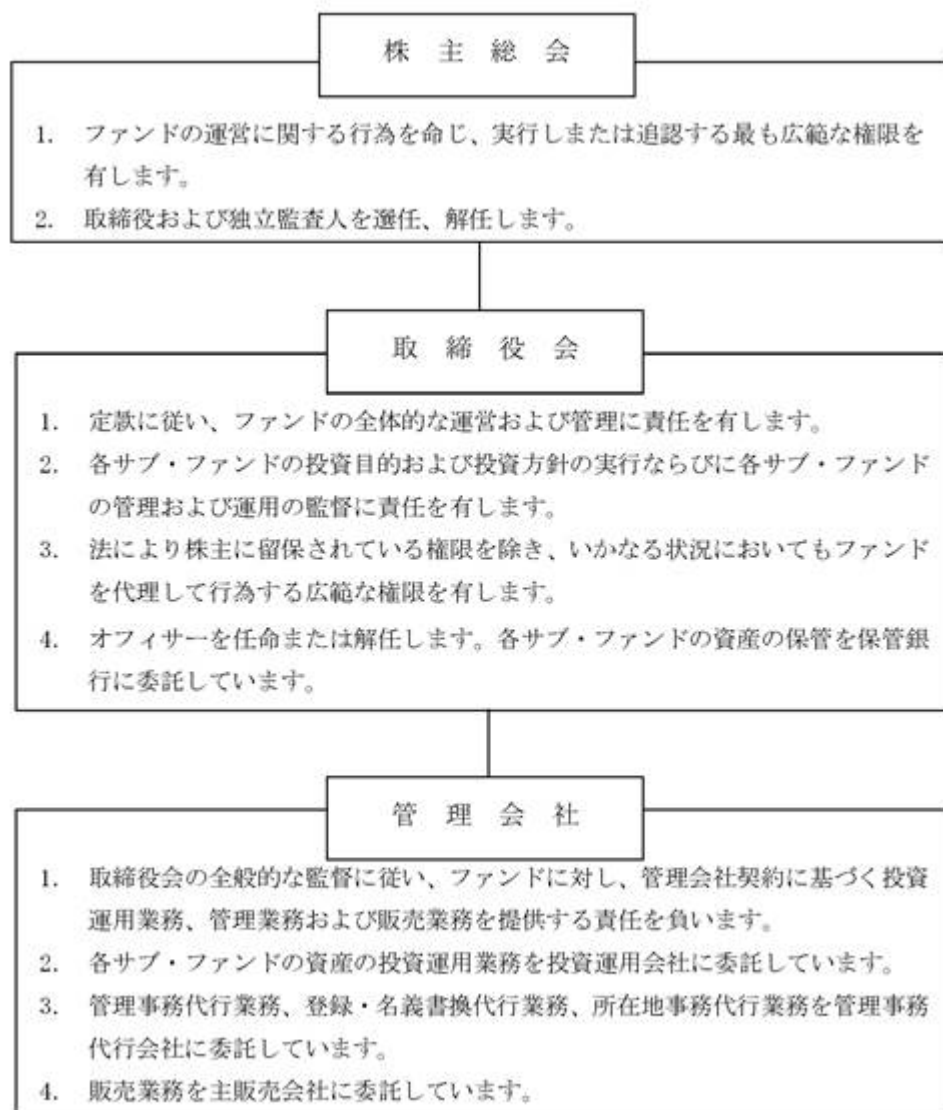 株主総会
1. ファンドの運営に関する行為を命じ、実行しまたは追認する最も広範な権限を
有します。
2. 取締役および独立監査人を選任、解任します。
取締役会
1. 定款に従い、ファンドの全体的な運営および管理に責任を有します。
2. 各サブ・ファンドの投資目的および投資方針の実行ならびに各サブ・ファンド
の管理および運用の監督に責任を有します。
3. 法により株主に留保されている権限を除き、いかなる状況においてもファンド
を代理して行為する広範な権限を有します。
4. オフィサーを任命または解任します。各サブ・ファンドの資産の保管を保管銀
行に委託しています。
管理会社
1. 取締役会の全般的な監督に従い、ファンドに対し、管理会社契約に基づく投資
運用業務、管理業務および販売業務を提供する責任を負います。
2. 各サブ・ファンドの資産の投資運用業務を投資運用会社に委託しています。
3. 管理事務代行業務、登録・名義書換代行業務、所在地事務代行業務を管理事務
代行会社に委託しています。
4. 販売業務を主販売会社に委託しています。